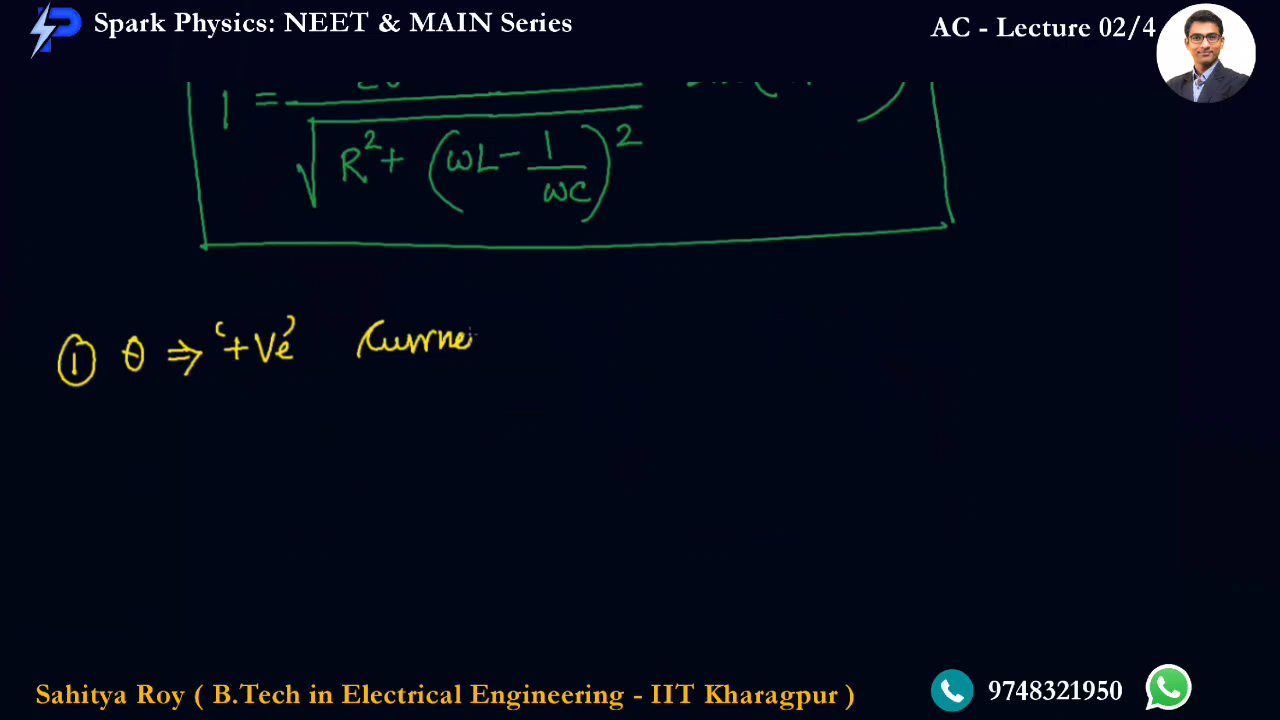 Spark Physics: NEET & MAIN Series
AC - Lecture 02/4
I =
√ R² + (ωL - 1/ωC)²
① θ ⇒ '+Ve' Curre
Sahitya Roy ( B.Tech in Electrical Engineering - IIT Kharagpur )
9748321950